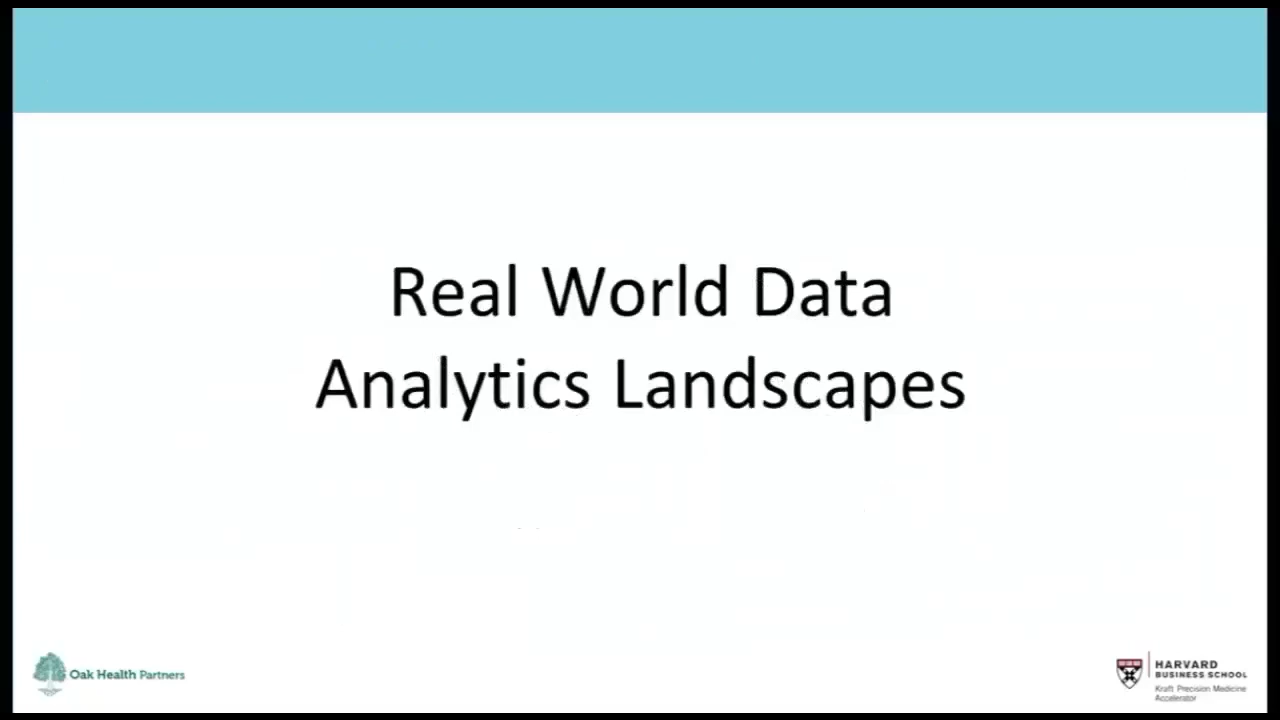 Real World Data
Analytics Landscapes
Oak Health Partners
HARVARD
BUSINESS SCHOOL
Kraft Precision Medicine
Accelerator